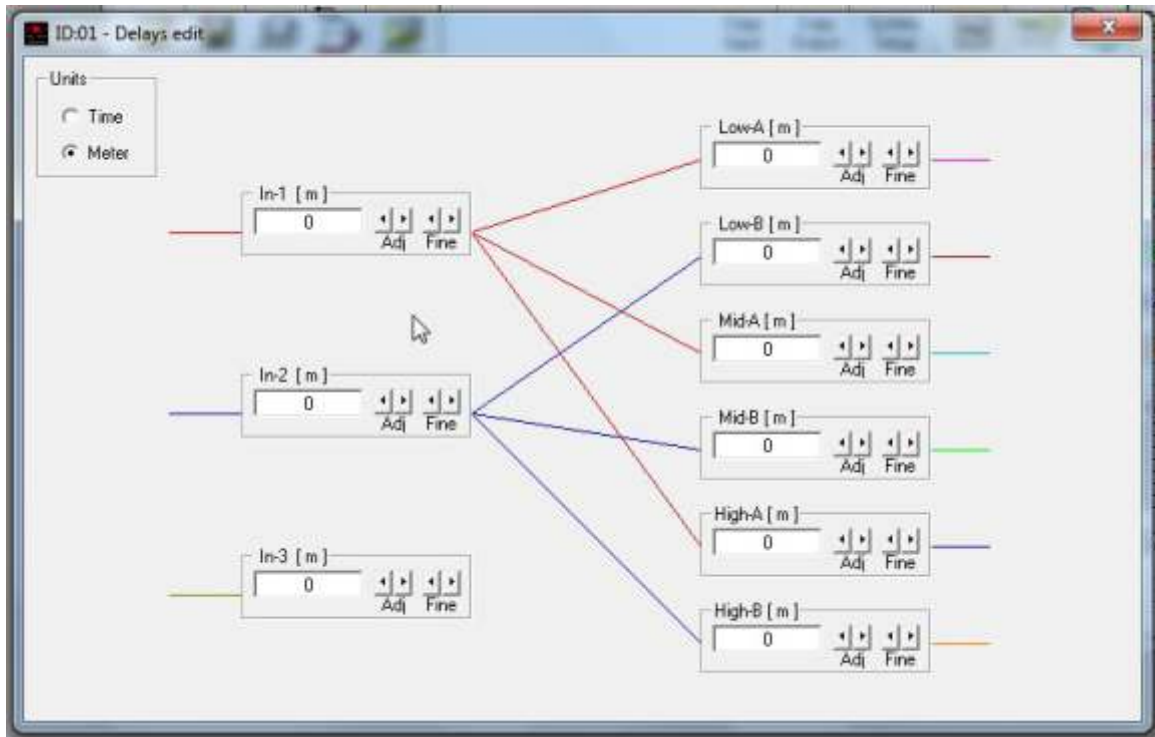 ID:01 - Delays edit
Units
Time
Meter
In-1 [ m ]
0
Adj Fine
In-2 [ m ]
0
Adj Fine
In-3 [ m ]
0
Adj Fine
Low-A [ m ]
0
Adj Fine
Low-B [ m ]
0
Adj Fine
Mid-A [ m ]
0
Adj Fine
Mid-B [ m ]
0
Adj Fine
High-A [ m ]
0
Adj Fine
High-B [ m ]
0
Adj Fine